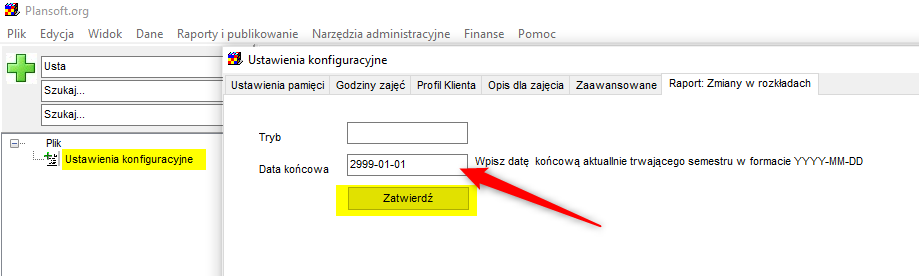 Plansoft.org
Plik Edycja Widok Dane Raporty i publikowanie Narzędzia administracyjne Finanse Pomoc
Usta
Szukaj...
Szukaj...
Plik
Ustawienia konfiguracyjne
Ustawienia konfiguracyjne
Ustawienia pamięci Godziny zajęć Profil Klienta Opis dla zajęcia Zaawansowane Raport: Zmiany w rozkładach
Tryb
Data końcowa 2999-01-01 Wpisz datę końcową aktuallnie trwającego semestru w formacie YYYY-MM-DD
Zatwierdź